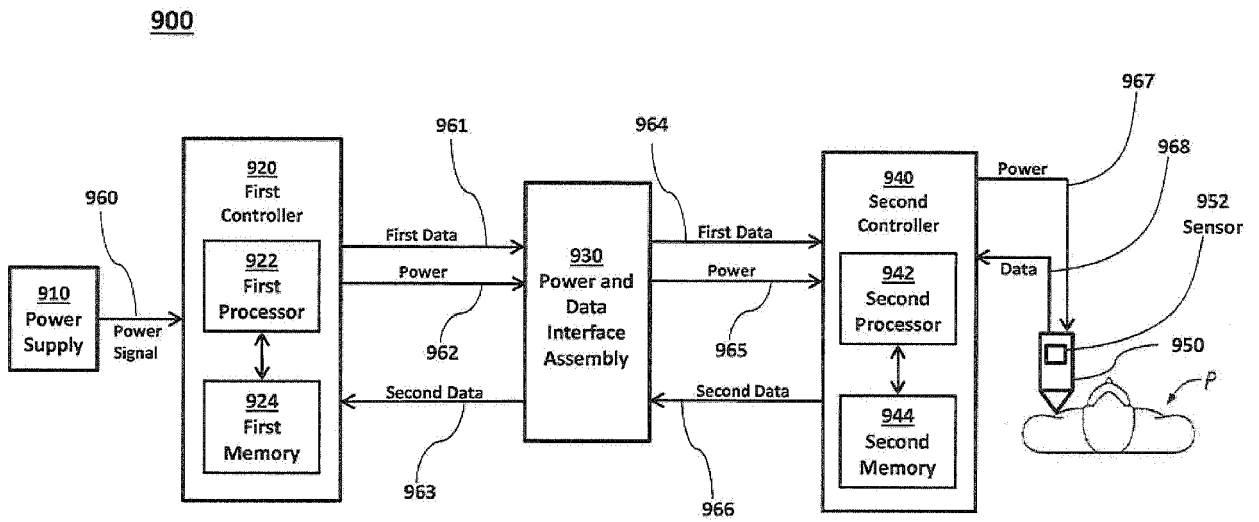 900
967
961
964
968
960
920
First
Controller
940
Second
Controller
Power
952
Sensor
First Data
First Data
922
First
Processor
930
Power and
Data
Interface
Assembly
942
Second
Processor
Data
910
Power
Supply
Power
Signal
Power
Power
962
965
950
P
924
First
Memory
Second Data
Second Data
944
Second
Memory
963
966